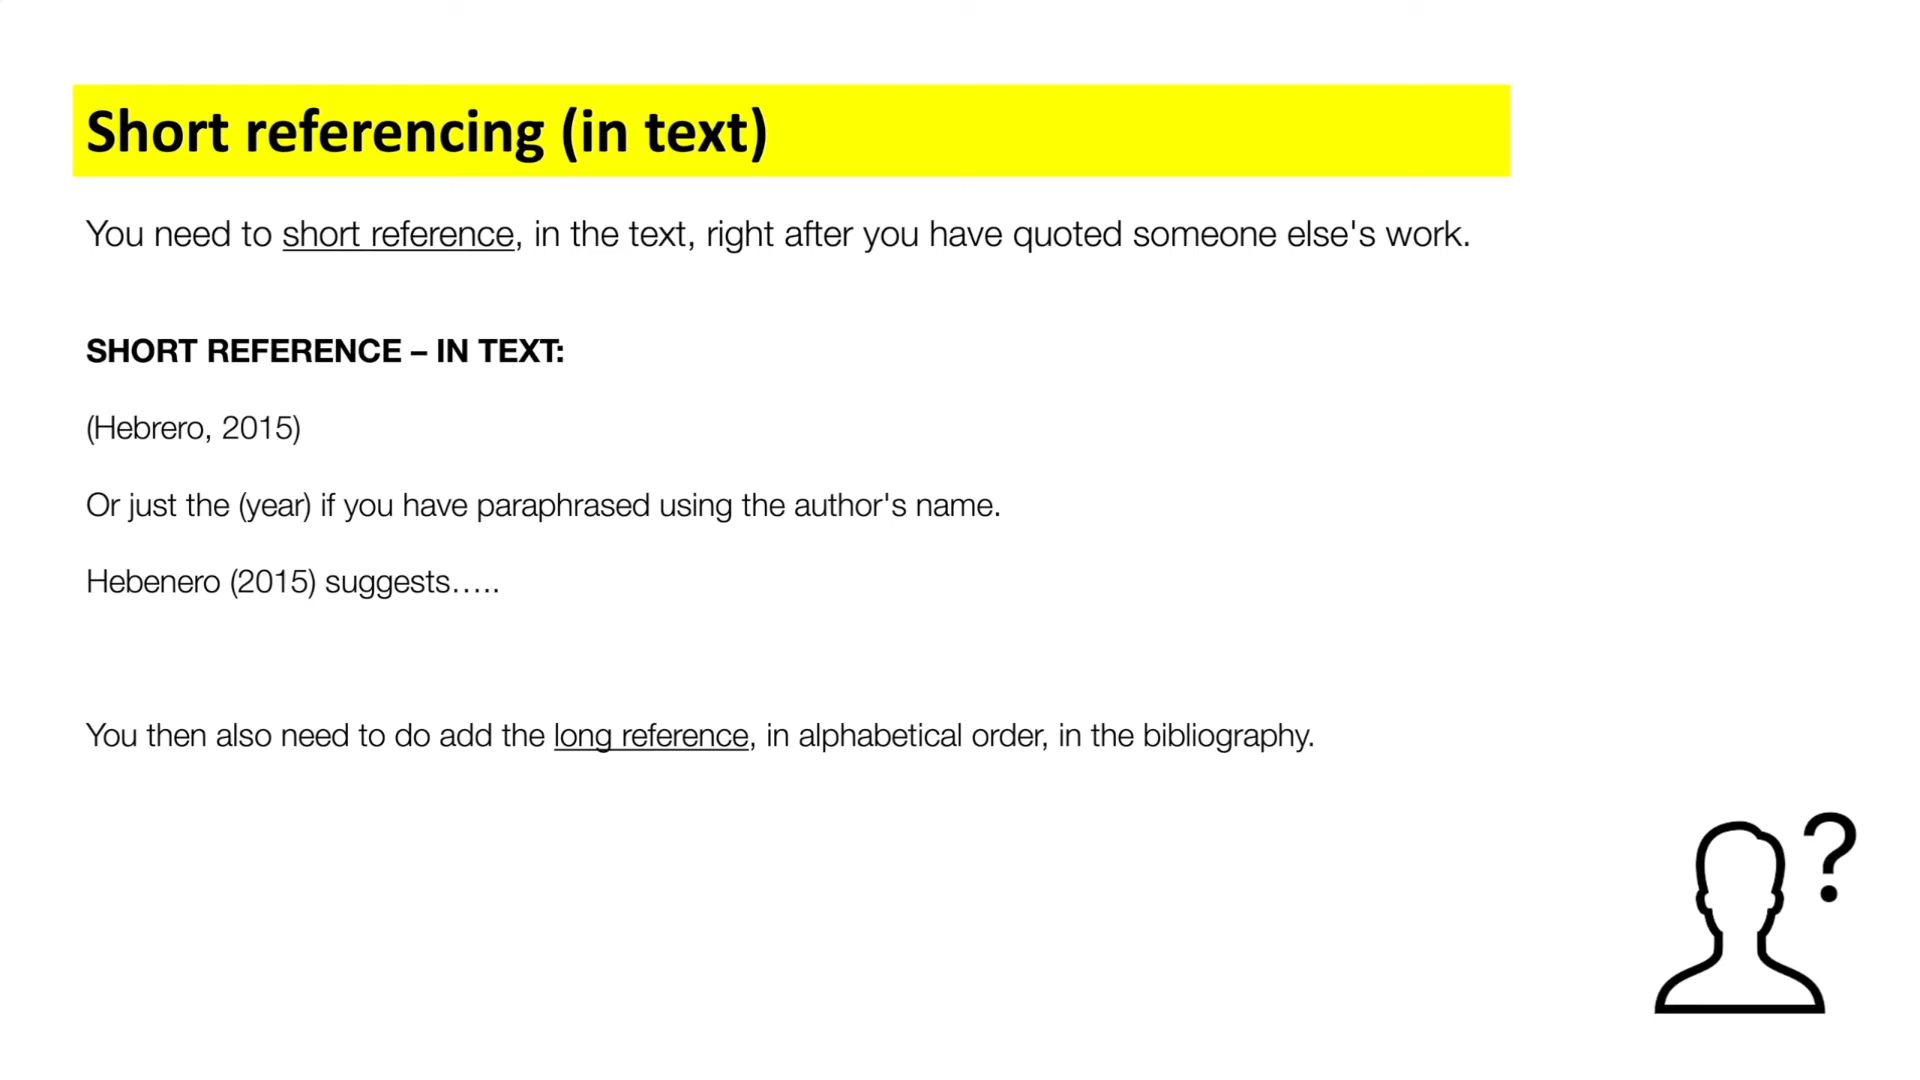 Short referencing (in text)
You need to short reference, in the text, right after you have quoted someone else's work.
SHORT REFERENCE – IN TEXT:
(Hebrero, 2015)
Or just the (year) if you have paraphrased using the author's name.
Hebenero (2015) suggests…..
You then also need to do add the long reference, in alphabetical order, in the bibliography.
?